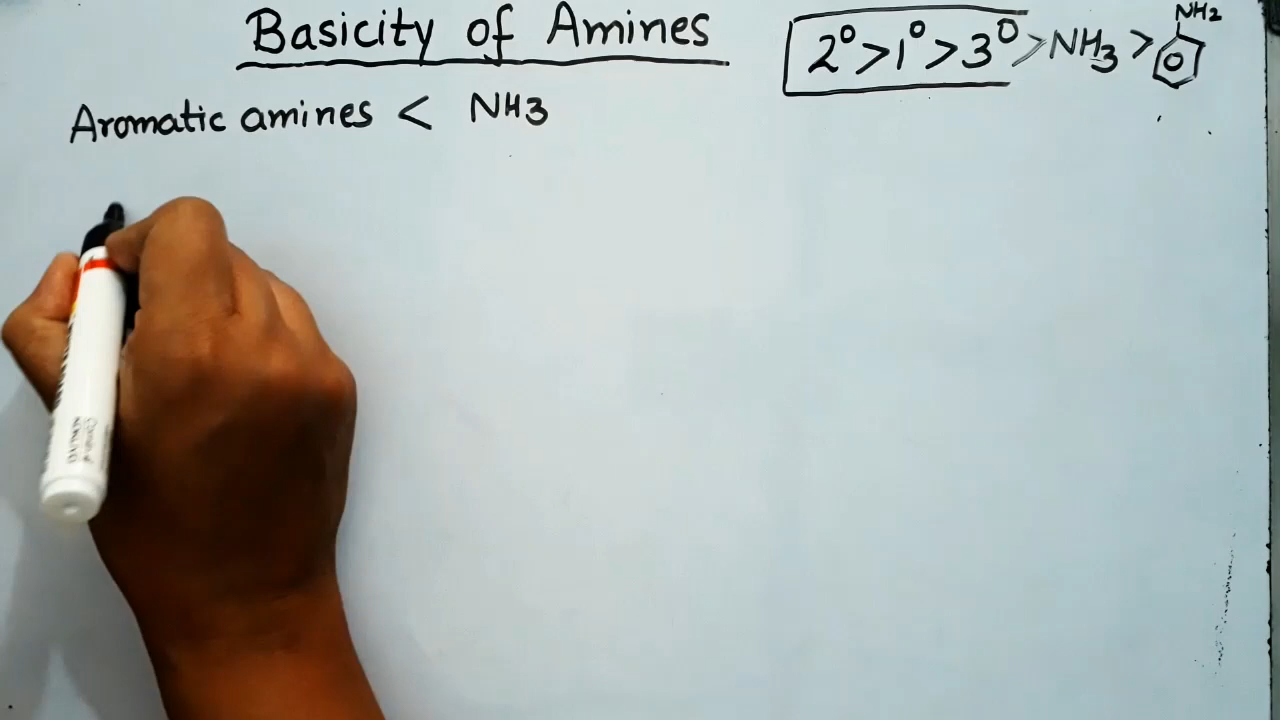 Basicity of Amines
2° > 1° > 3° > NH3 >
NH2
Aromatic amines < NH3